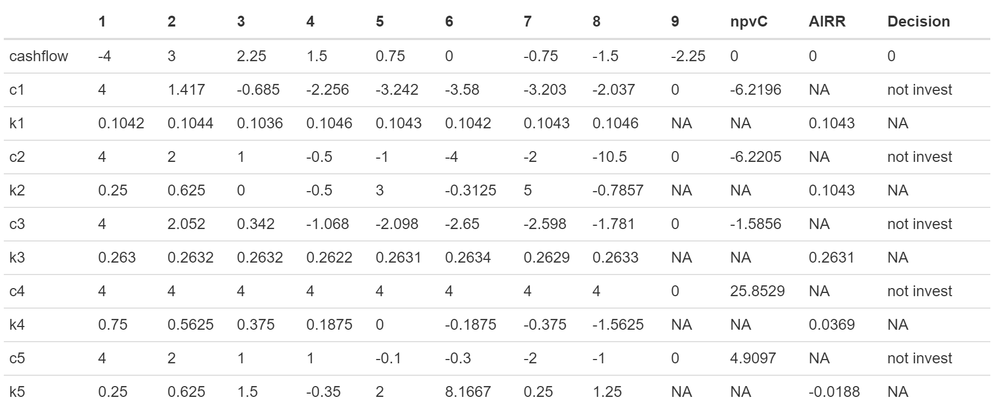 1 2 3 4 5 6 7 8 9 npvC AIRR Decision
cashflow -4 3 2.25 1.5 0.75 0 -0.75 -1.5 -2.25 0 0 0
c1 4 1.417 -0.685 -2.256 -3.242 -3.58 -3.203 -2.037 0 -6.2196 NA not invest
k1 0.1042 0.1044 0.1036 0.1046 0.1043 0.1042 0.1043 0.1046 NA NA 0.1043 NA
c2 4 2 1 -0.5 -1 -4 -2 -10.5 0 -6.2205 NA not invest
k2 0.25 0.625 0 -0.5 3 -0.3125 5 -0.7857 NA NA 0.1043 NA
c3 4 2.052 0.342 -1.068 -2.098 -2.65 -2.598 -1.781 0 -1.5856 NA not invest
k3 0.263 0.2632 0.2632 0.2622 0.2631 0.2634 0.2629 0.2633 NA NA 0.2631 NA
c4 4 4 4 4 4 4 4 4 0 25.8529 NA not invest
k4 0.75 0.5625 0.375 0.1875 0 -0.1875 -0.375 -1.5625 NA NA 0.0369 NA
c5 4 2 1 1 -0.1 -0.3 -2 -1 0 4.9097 NA not invest
k5 0.25 0.625 1.5 -0.35 2 8.1667 0.25 1.25 NA NA -0.0188 NA